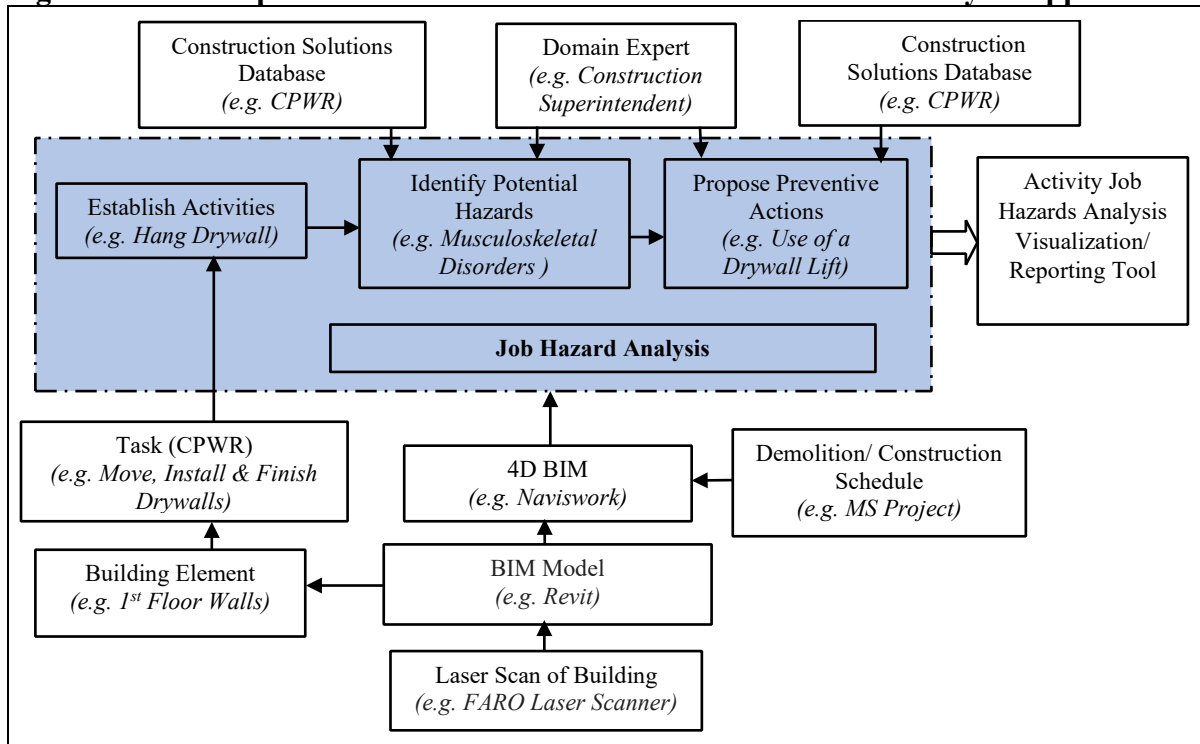 Construction Solutions
Database
(e.g. CPWR)
Domain Expert
(e.g. Construction
Superintendent)
Construction
Solutions Database
(e.g. CPWR)
Establish Activities
(e.g. Hang Drywall)
Identify Potential
Hazards
(e.g. Musculoskeletal
Disorders )
Propose Preventive
Actions
(e.g. Use of a
Drywall Lift)
Activity Job
Hazards Analysis
Visualization/
Reporting Tool
Job Hazard Analysis
Task (CPWR)
(e.g. Move, Install & Finish
Drywalls)
4D BIM
(e.g. Naviswork)
Demolition/ Construction
Schedule
(e.g. MS Project)
Building Element
(e.g. 1st Floor Walls)
BIM Model
(e.g. Revit)
Laser Scan of Building
(e.g. FARO Laser Scanner)